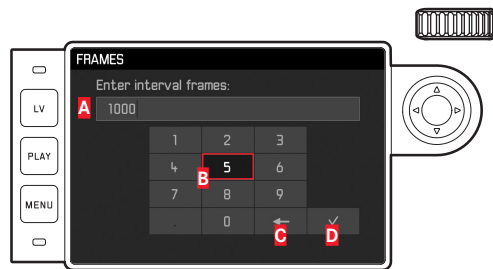 FRAMES
Enter interval frames:
A 1000
LV
1 2 3
PLAY
4 B 5 6
7 8 9
MENU
. 0
C D